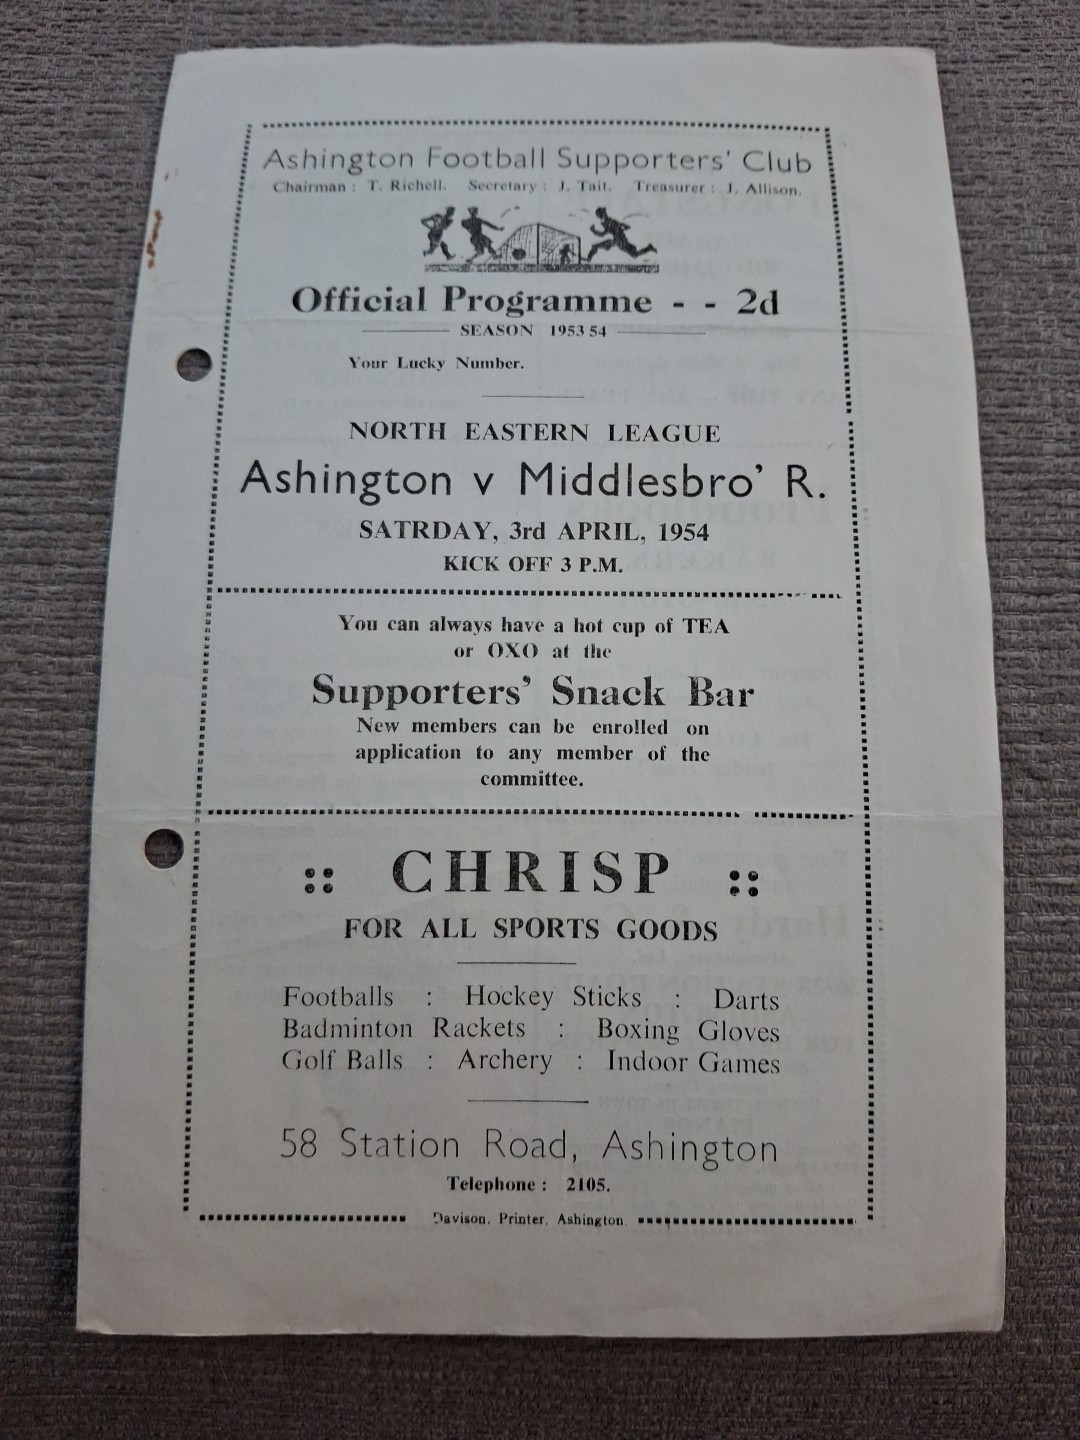 Ashington Football Supporters' Club
Chairman : T. Richell. Secretary : J. Tait. Treasurer : J. Allison.
Official Programme - - 2d
SEASON 1953 54
Your Lucky Number.
NORTH EASTERN LEAGUE
Ashington v Middlesbro' R.
SATRDAY, 3rd APRIL, 1954
KICK OFF 3 P.M.
You can always have a hot cup of TEA
or OXO at the
Supporters' Snack Bar
New members can be enrolled on
application to any member of the
committee.
:: CHRISP ::
FOR ALL SPORTS GOODS
Footballs : Hockey Sticks : Darts
Badminton Rackets : Boxing Gloves
Golf Balls : Archery : Indoor Games
58 Station Road, Ashington
Telephone : 2105.
Davison, Printer, Ashington